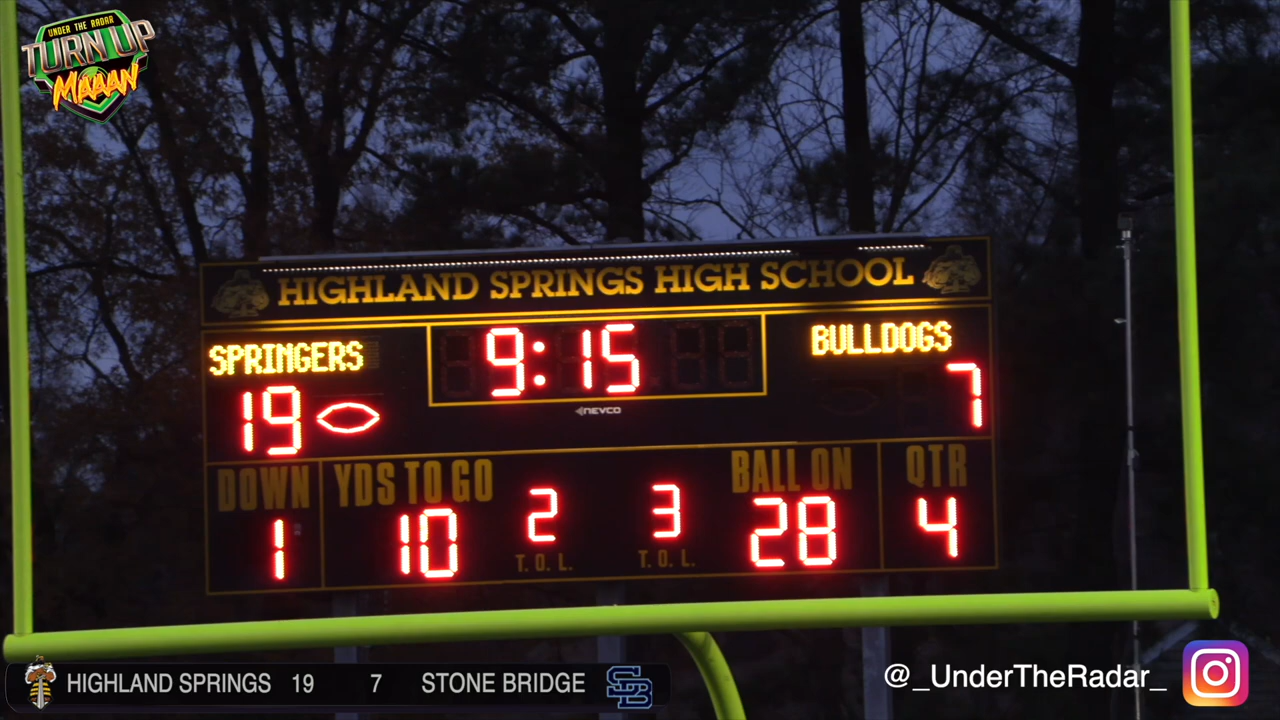 UNDER THE RADAR
TURN UP
MAAAN
HIGHLAND SPRINGS HIGH SCHOOL
SPRINGERS 9:15 BULLDOGS
19 7
NEVCO
DOWN YDS TO GO BALL ON QTR
1 10 2 3 28 4
T. O. L. T. O. L.
HIGHLAND SPRINGS 19 7 STONE BRIDGE SB
@_UnderTheRadar_